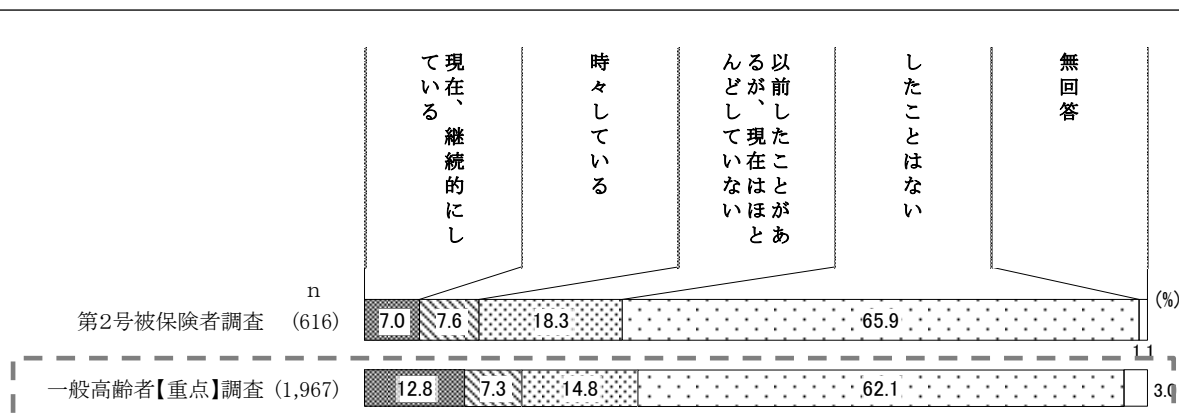 現在、継続的にし
ている
時々している
以前したことがあ
るが、現在はほと
んどしていない
したことはない
無回答
n
(%)
第2号被保険者調査 (616) 7.0 7.6 18.3 65.9 1.1
一般高齢者【重点】調査 (1,967) 12.8 7.3 14.8 62.1 3.0